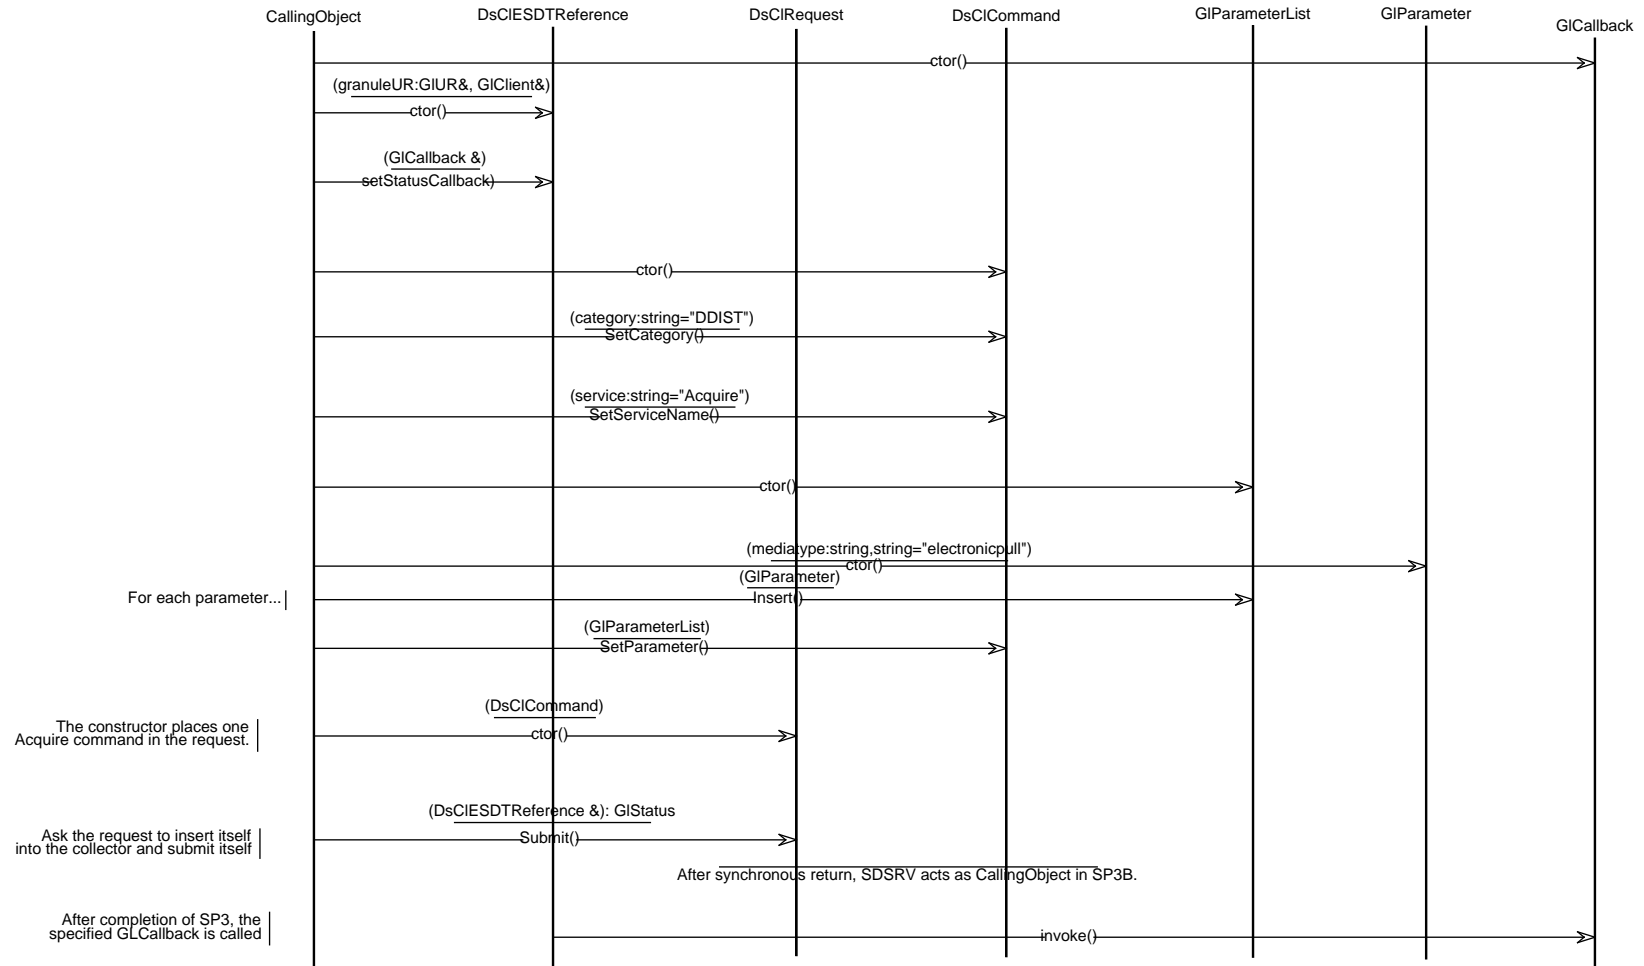 CallingObject
DsClESDTReference
DsClRequest
DsClCommand
GlParameterList
GlParameter
GlCallback
ctor()
(granuleUR:GlUR&, GlClient&)
ctor()
(GlCallback &)
setStatusCallback)
ctor()
(category:string="DDIST")
SetCategory()
(service:string="Acquire")
SetServiceName()
ctor()
(mediatype:string,string="electronicpull")
ctor()
(GlParameter)
For each parameter...
Insert()
(GlParameterList)
SetParameter()
(DsClCommand)
The constructor places one
Acquire command in the request.
ctor()
(DsClESDTReference &): GlStatus
Ask the request to insert itself
into the collector and submit itself
Submit()
After synchronous return, SDSRV acts as CallingObject in SP3B.
After completion of SP3, the
specified GLCallback is called
invoke()